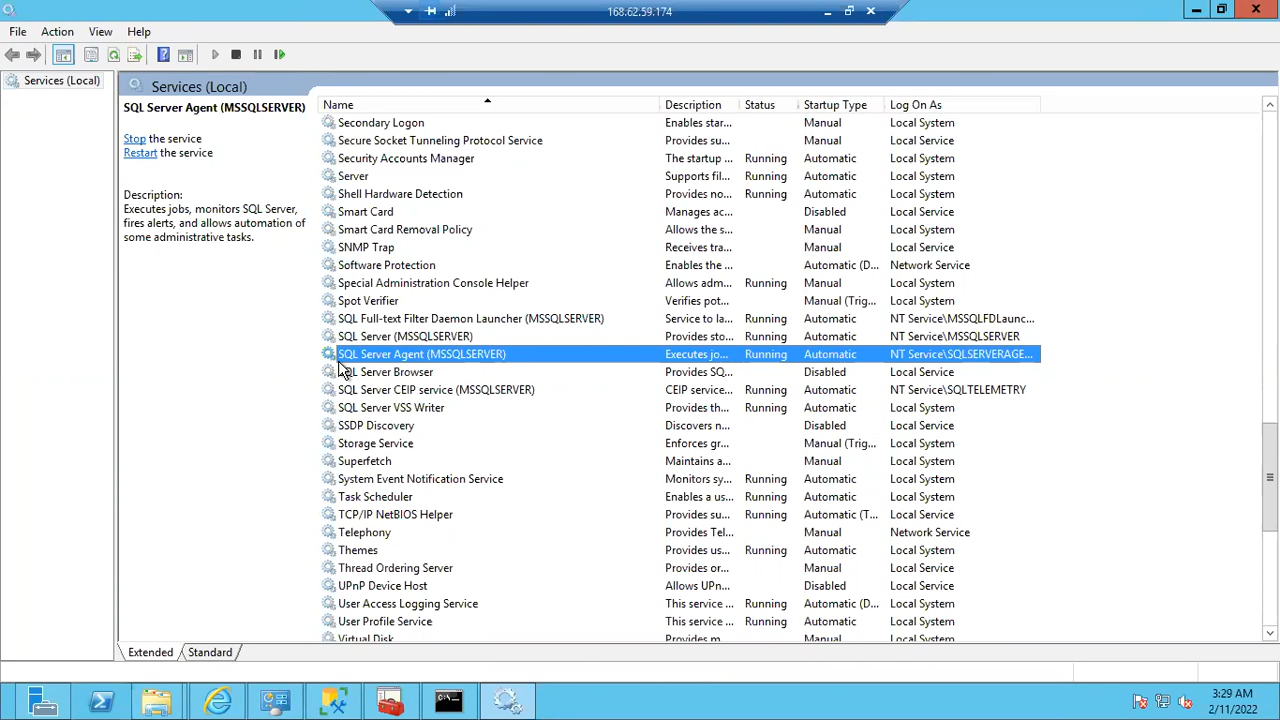 168.62.59.174
File Action View Help
Services (Local)
Services (Local)
SQL Server Agent (MSSQLSERVER)
Stop the service
Restart the service
Description:
Executes jobs, monitors SQL Server,
fires alerts, and allows automation of
some administrative tasks.
Name Description Status Startup Type Log On As
Secondary Logon Enables star... Manual Local System
Secure Socket Tunneling Protocol Service Provides su... Manual Local Service
Security Accounts Manager The startup ... Running Automatic Local System
Server Supports fil... Running Automatic Local System
Shell Hardware Detection Provides no... Running Automatic Local System
Smart Card Manages ac... Disabled Local Service
Smart Card Removal Policy Allows the s... Manual Local System
SNMP Trap Receives tra... Manual Local Service
Software Protection Enables the ... Automatic (D... Network Service
Special Administration Console Helper Allows adm... Running Manual Local System
Spot Verifier Verifies pot... Manual (Trig... Local System
SQL Full-text Filter Daemon Launcher (MSSQLSERVER) Service to la... Running Manual NT Service\MSSQLFDLaunc...
SQL Server (MSSQLSERVER) Provides sto... Running Automatic NT Service\MSSQLSERVER
SQL Server Agent (MSSQLSERVER) Executes jo... Running Automatic NT Service\SQLSERVERAGE...
SQL Server Browser Provides SQ... Disabled Local Service
SQL Server CEIP service (MSSQLSERVER) CEIP service... Running Automatic NT Service\SQLTELEMETRY
SQL Server VSS Writer Provides th... Running Automatic Local System
SSDP Discovery Discovers n... Disabled Local Service
Storage Service Enforces gr... Manual (Trig... Local System
Superfetch Maintains a... Manual Local System
System Event Notification Service Monitors sy... Running Automatic Local System
Task Scheduler Enables a us... Running Automatic Local System
TCP/IP NetBIOS Helper Provides su... Running Automatic (T... Local Service
Telephony Provides Tel... Manual Network Service
Themes Provides us... Running Automatic Local System
Thread Ordering Server Provides or... Manual Local Service
UPnP Device Host Allows UPn... Disabled Local Service
User Access Logging Service This service ... Running Automatic (D... Local System
User Profile Service This service ... Running Automatic Local System
Virtual Disk Provides m... Manual Local System
Extended Standard
3:29 AM
2/11/2022